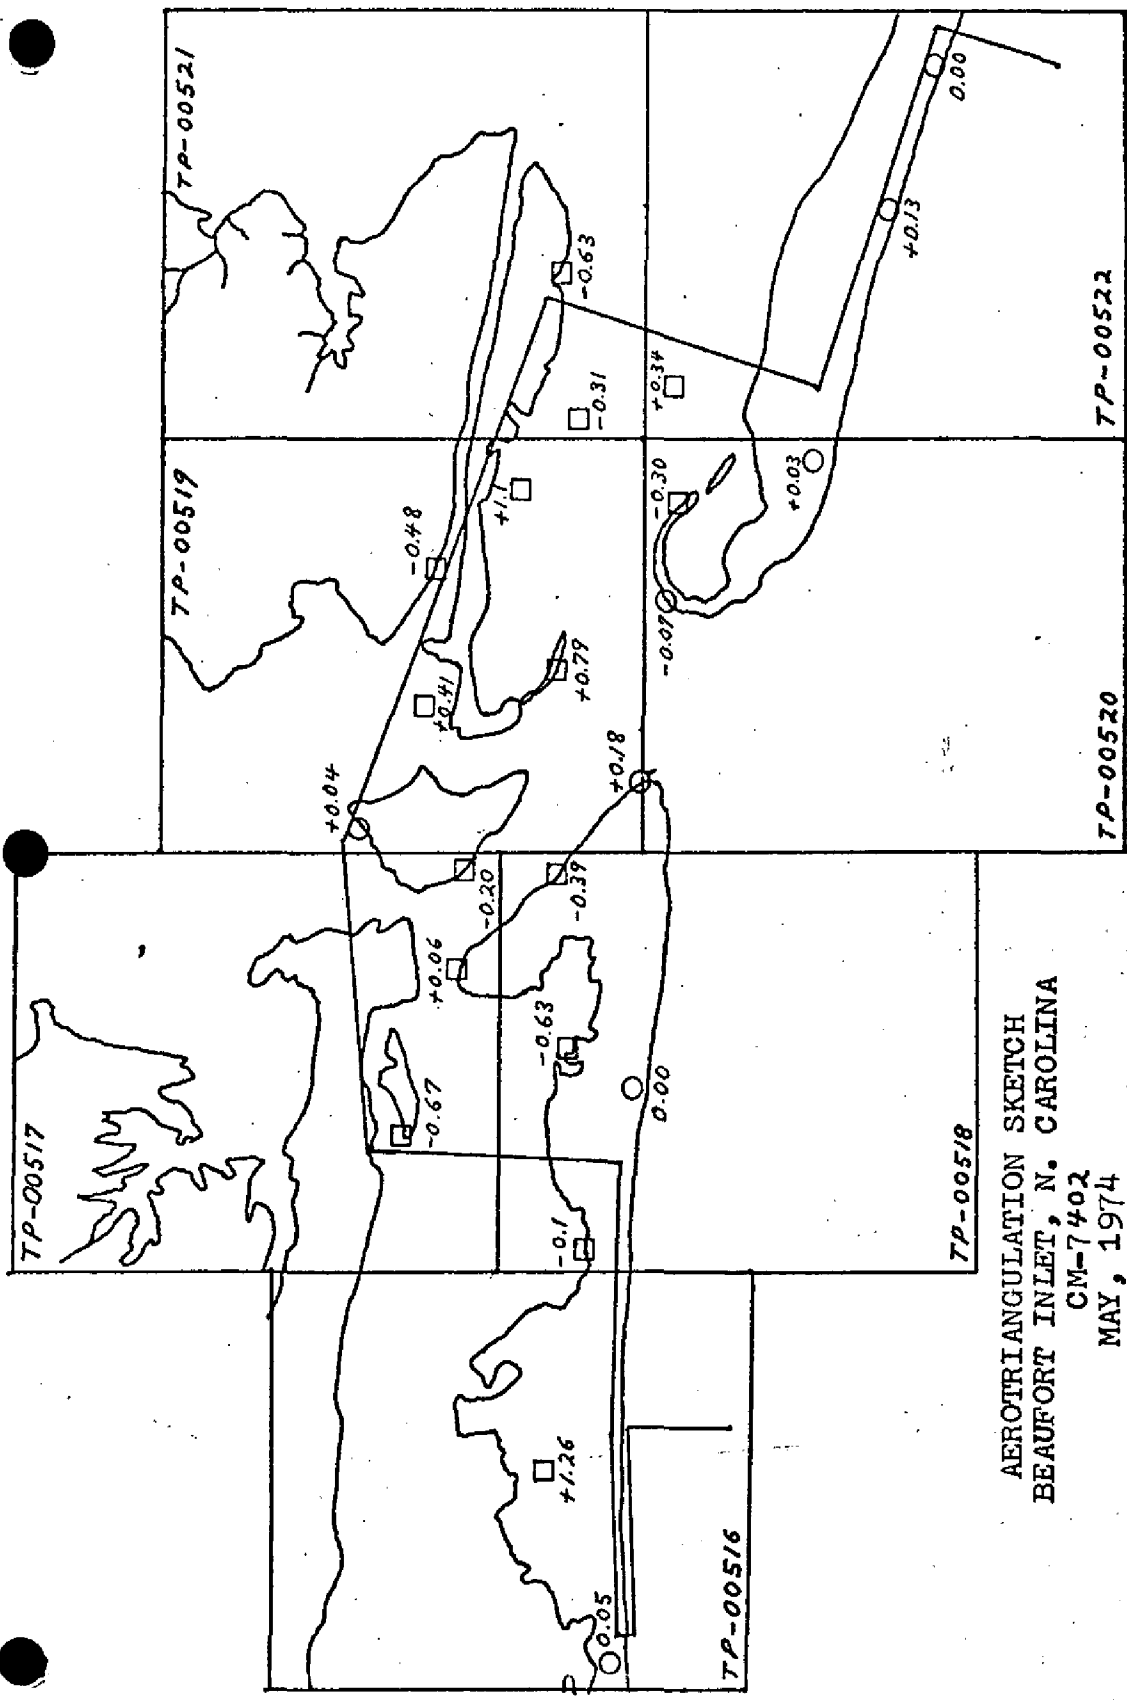 TP-00521
TP-00519
TP-00517
-0.63
-0.31
+0.34
+1.1
-0.48
-0.30
+0.03
-0.07
+0.79
+0.41
+0.18
+0.04
-0.20
-0.39
+0.06
-0.63
-0.67
0.00
-0.1
+1.26
0.05
0.00
+0.13
TP-00522
TP-00520
TP-00518
TP-00516
AEROTRIANGULATION SKETCH
BEAUFORT INLET, N. CAROLINA
CM-7402
MAY, 1974